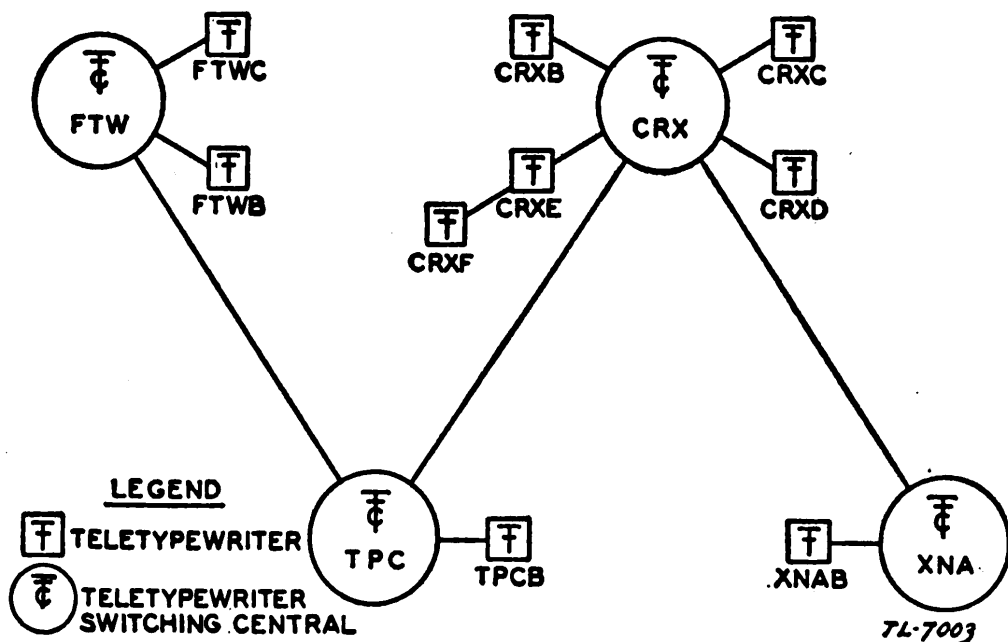 FTWC
FTW
FTWB
CRXB
CRXC
CRX
CRXE
CRXD
CRXF
LEGEND
TELETYPEWRITER
TELETYPEWRITER
SWITCHING CENTRAL
TPC
TPCB
XNAB
XNA
TL-7003